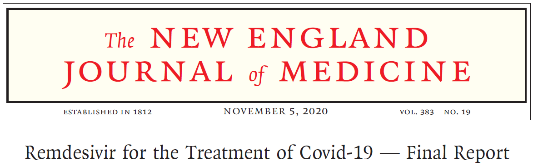 The NEW ENGLAND
JOURNAL of MEDICINE
ESTABLISHED IN 1812 NOVEMBER 5, 2020 VOL. 383 NO. 19
Remdesivir for the Treatment of Covid-19 — Final Report